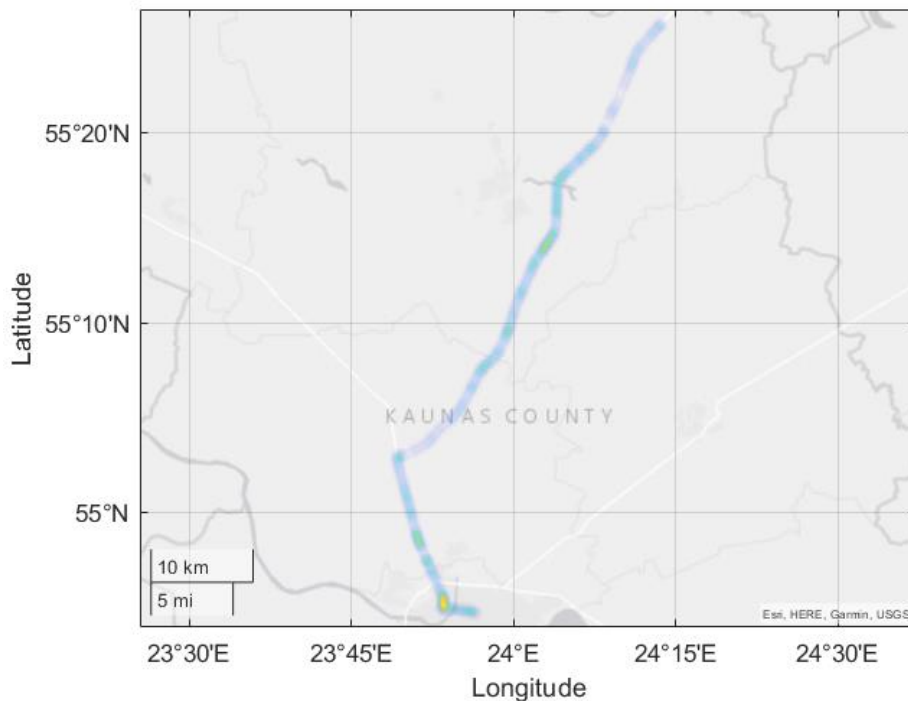 55°20'N
55°10'N
55°N
Latitude
KAUNAS COUNTY
10 km
5 mi
Esri, HERE, Garmin, USGS
23°30'E 23°45'E 24°E 24°15'E 24°30'E
Longitude